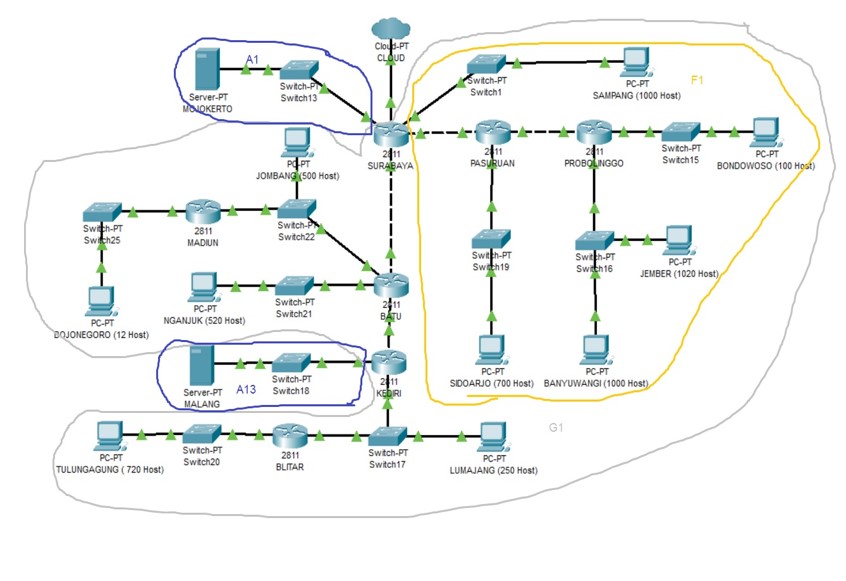 Cloud-PT
CLOUD
A1
Server-PT
MOJOKERTO
Switch-PT
Switch13
Switch-PT
Switch1
PC-PT
SAMPANG (1000 Host)
F1
2811
SURABAYA
2811
PASURUAN
2811
PROBOLINGGO
Switch-PT
Switch15
PC-PT
BONDOWOSO (100 Host)
PC-PT
JOMBANG (500 Host)
Switch-PT
Switch25
2811
MADIUN
Switch-PT
Switch22
Switch-PT
Switch19
Switch-PT
Switch16
PC-PT
JEMBER (1020 Host)
PC-PT
BOJONEGORO (12 Host)
PC-PT
NGANJUK (520 Host)
Switch-PT
Switch21
2811
BATU
Server-PT
MALANG
A13
Switch-PT
Switch18
2811
KEDIRI
PC-PT
SIDOARJO (700 Host)
PC-PT
BANYUWANGI (1000 Host)
G1
PC-PT
TULUNGAGUNG ( 720 Host)
Switch-PT
Switch20
2811
BLITAR
Switch-PT
Switch17
PC-PT
LUMAJANG (250 Host)